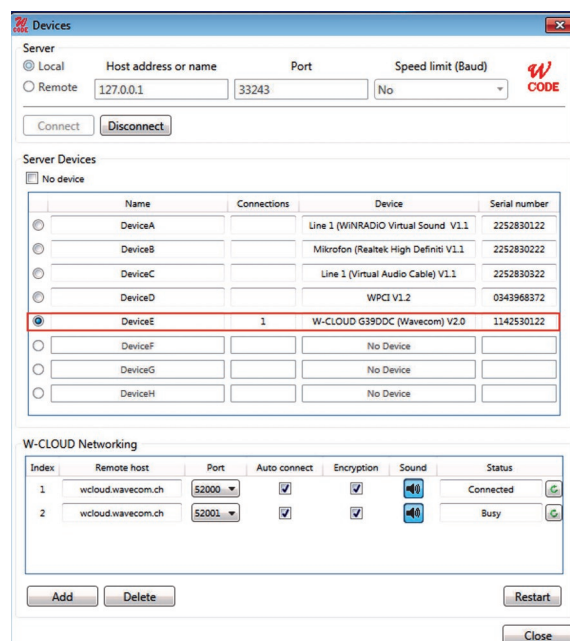 W CODE Devices
Server
Local Host address or name Port Speed limit (Baud)
Remote 127.0.0.1 33243 No
W CODE
Connect Disconnect
Server Devices
No device
Name Connections Device Serial number
DeviceA Line 1 (WiNRADiO Virtual Sound V1.1 2252830122
DeviceB Mikrofon (Realtek High Definiti V1.1 2252830222
DeviceC Line 1 (Virtual Audio Cable) V1.1 2252830322
DeviceD WPCI V1.2 0343968372
DeviceE 1 W-CLOUD G39DDC (Wavecom) V2.0 1142530122
DeviceF No Device
DeviceG No Device
DeviceH No Device
W-CLOUD Networking
Index Remote host Port Auto connect Encryption Sound Status
1 wcloud.wavecom.ch 52000 Connected
2 wcloud.wavecom.ch 52001 Busy
Add Delete Restart
Close